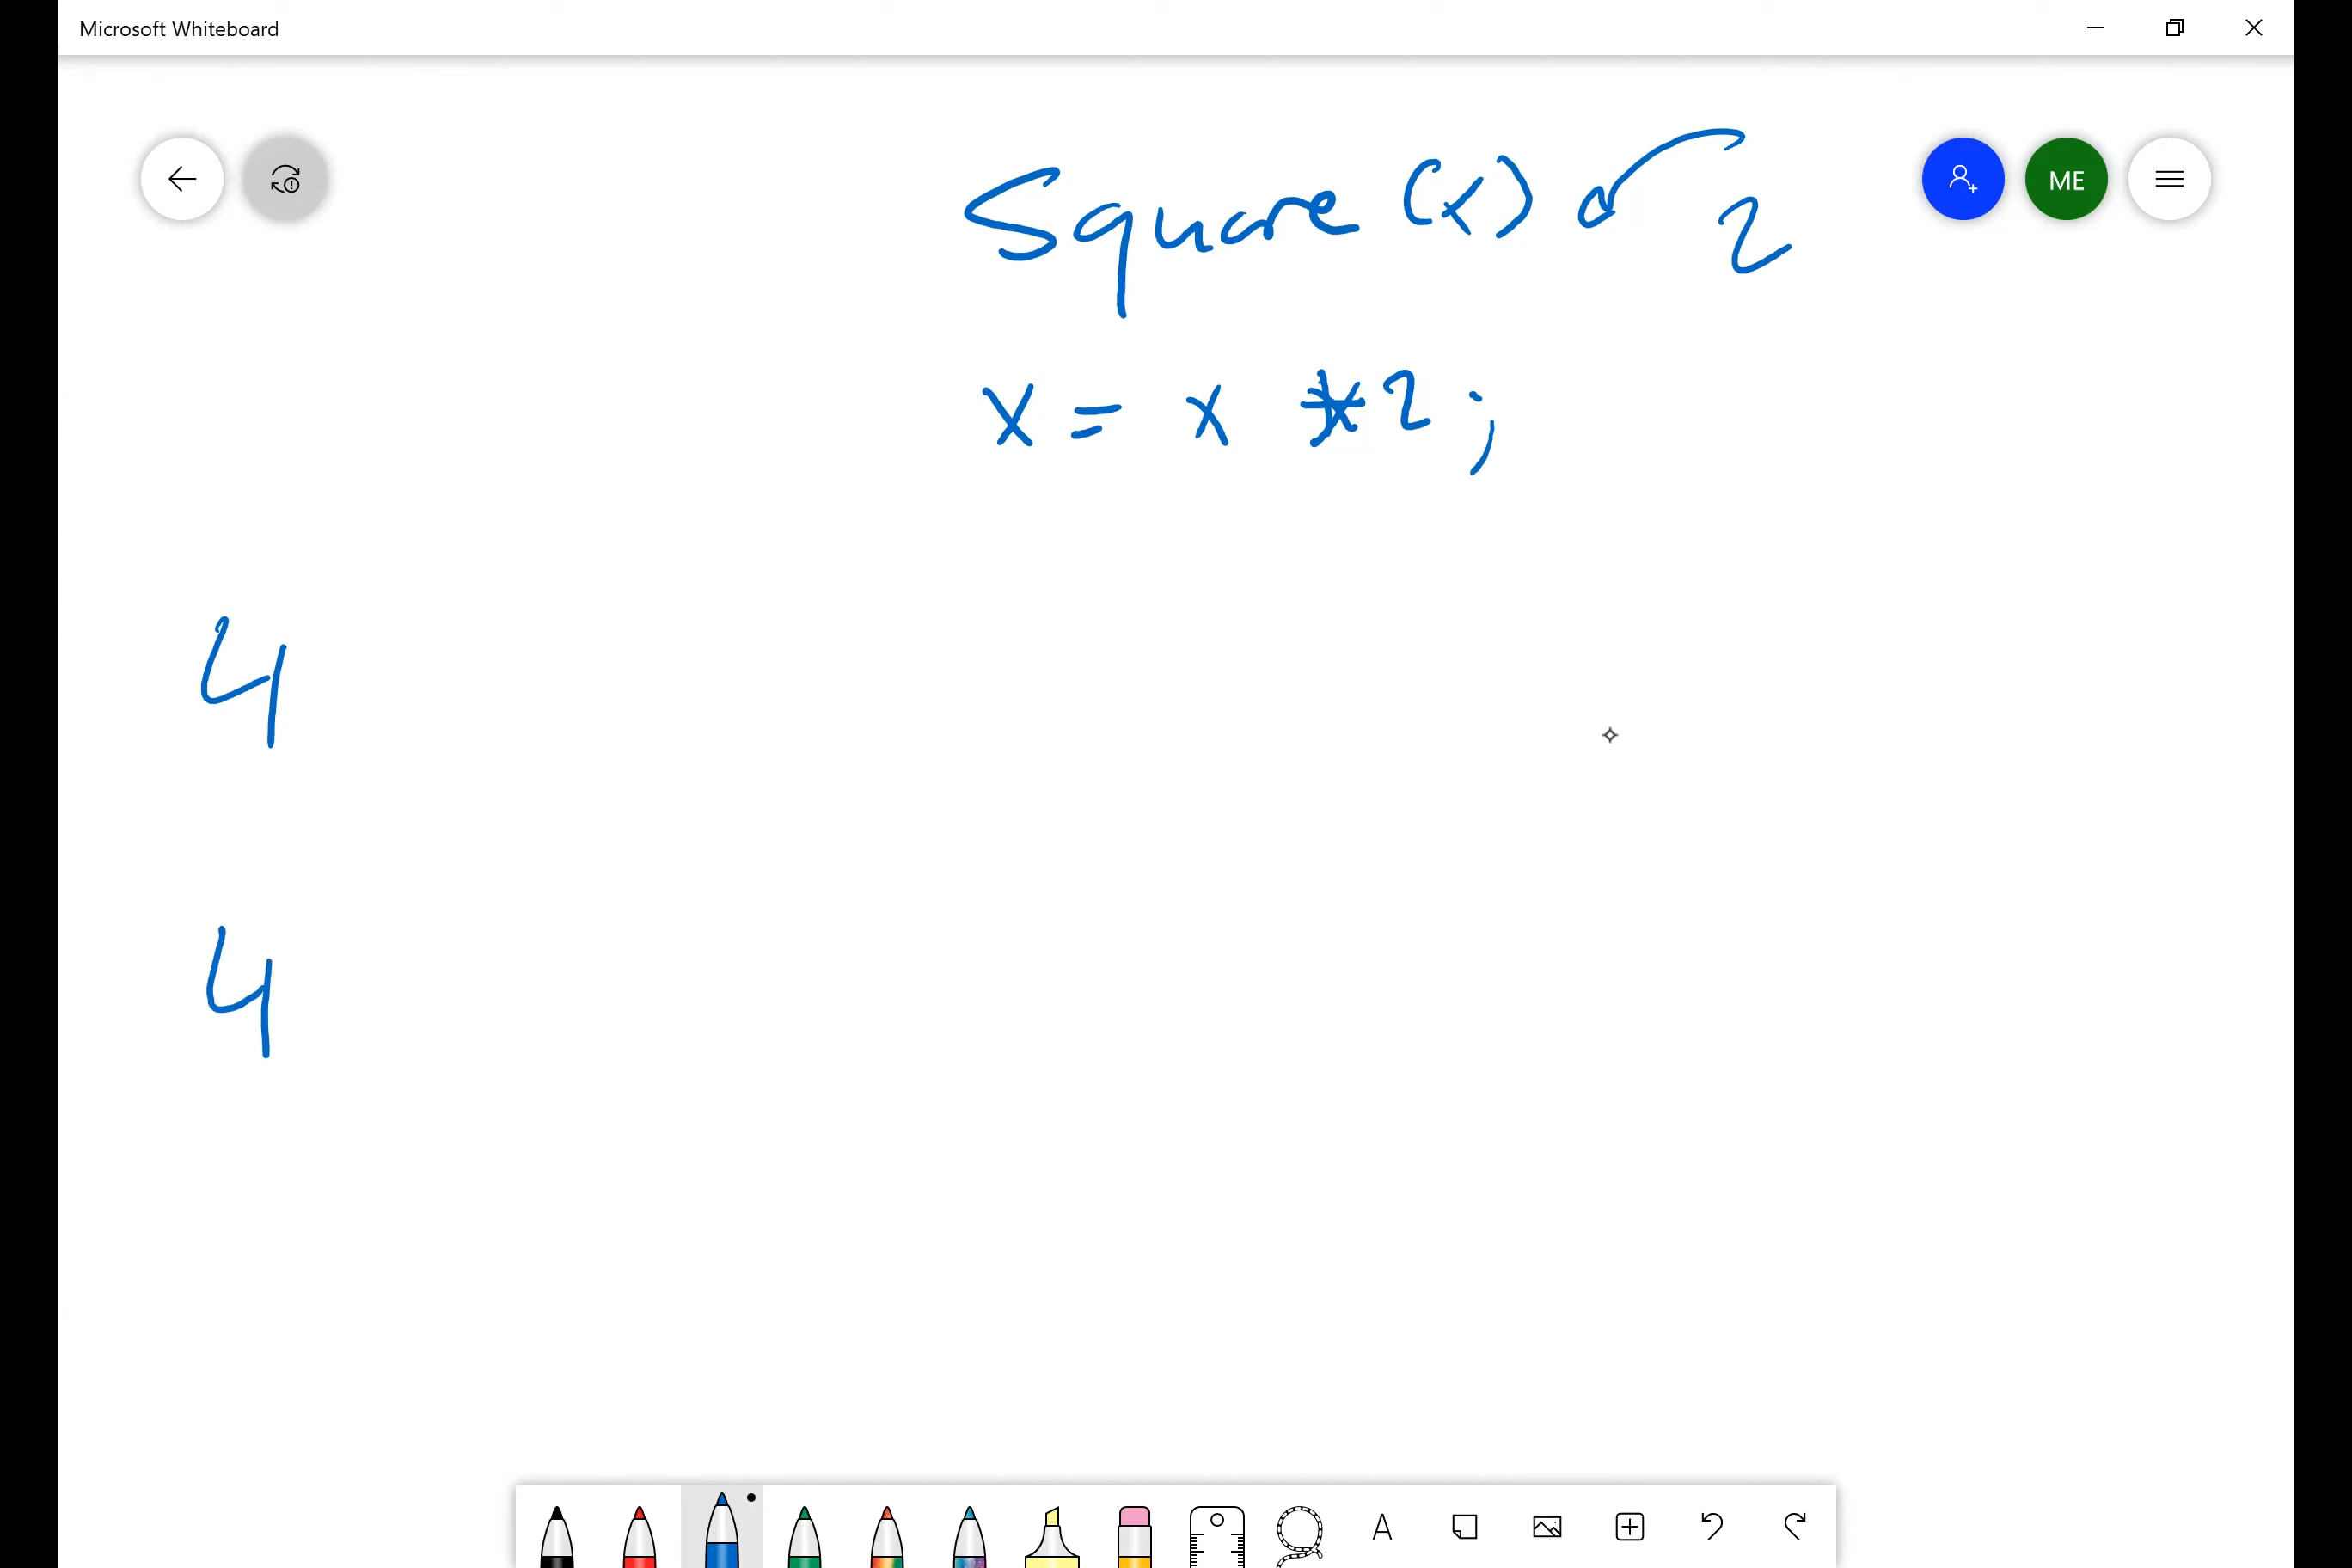 Microsoft Whiteboard
Square (x) 2
ME
x = x * 2 ;
4
4
A